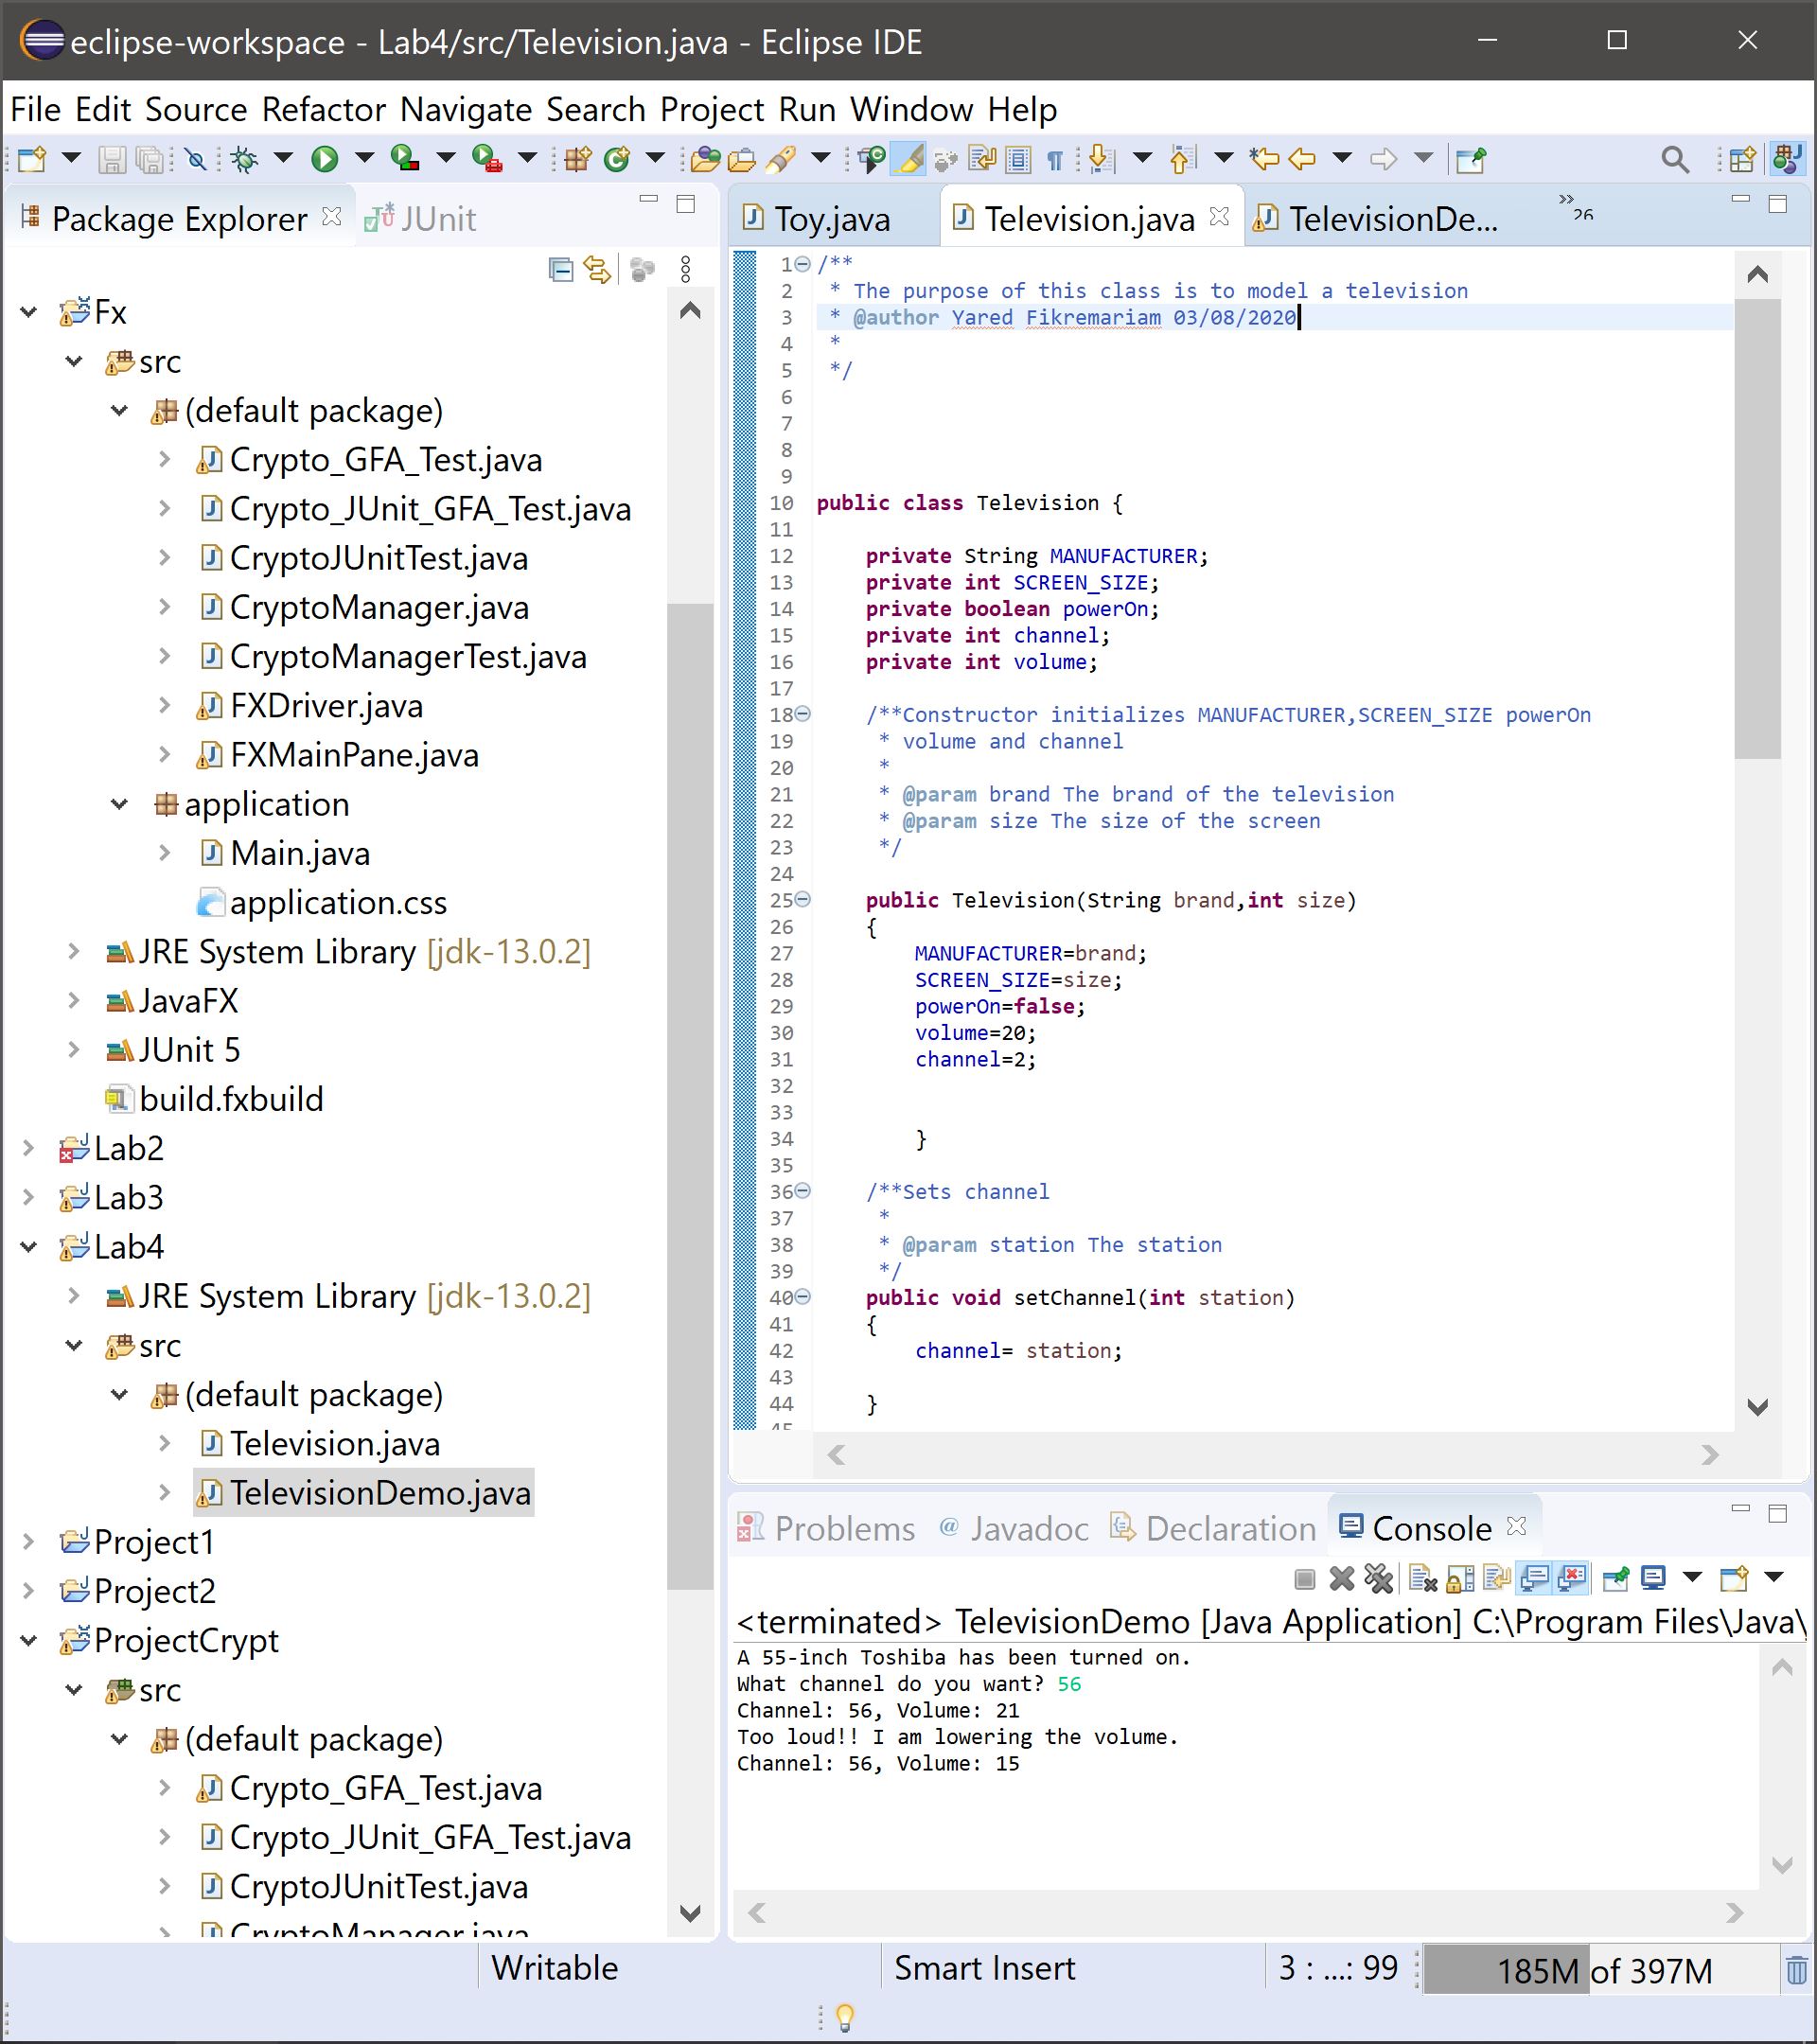 eclipse-workspace - Lab4/src/Television.java - Eclipse IDE
File Edit Source Refactor Navigate Search Project Run Window Help
Package Explorer
JUnit
Fx
src
(default package)
Crypto_GFA_Test.java
Crypto_JUnit_GFA_Test.java
CryptoJUnitTest.java
CryptoManager.java
CryptoManagerTest.java
FXDriver.java
FXMainPane.java
application
Main.java
application.css
JRE System Library [jdk-13.0.2]
JavaFX
JUnit 5
build.fxbuild
Lab2
Lab3
Lab4
JRE System Library [jdk-13.0.2]
src
(default package)
Television.java
TelevisionDemo.java
Project1
Project2
ProjectCrypt
src
(default package)
Crypto_GFA_Test.java
Crypto_JUnit_GFA_Test.java
CryptoJUnitTest.java
CryptoManager.java
Toy.java
Television.java
TelevisionDe...
»26
1 /**
2 * The purpose of this class is to model a television
3 * @author Yared Fikremariam 03/08/2020
4 *
5 */
6
7
8
9
10 public class Television {
11
12 private String MANUFACTURER;
13 private int SCREEN_SIZE;
14 private boolean powerOn;
15 private int channel;
16 private int volume;
17
18 /**Constructor initializes MANUFACTURER,SCREEN_SIZE powerOn
19 * volume and channel
20 *
21 * @param brand The brand of the television
22 * @param size The size of the screen
23 */
24
25 public Television(String brand,int size)
26 {
27 MANUFACTURER=brand;
28 SCREEN_SIZE=size;
29 powerOn=false;
30 volume=20;
31 channel=2;
32
33
34 }
35
36 /**Sets channel
37 *
38 * @param station The station
39 */
40 public void setChannel(int station)
41 {
42 channel= station;
43
44 }
45
Problems
@ Javadoc
Declaration
Console
<terminated> TelevisionDemo [Java Application] C:\Program Files\Java\
A 55-inch Toshiba has been turned on.
What channel do you want? 56
Channel: 56, Volume: 21
Too loud!! I am lowering the volume.
Channel: 56, Volume: 15
Writable
Smart Insert
3 : ...: 99
185M of 397M